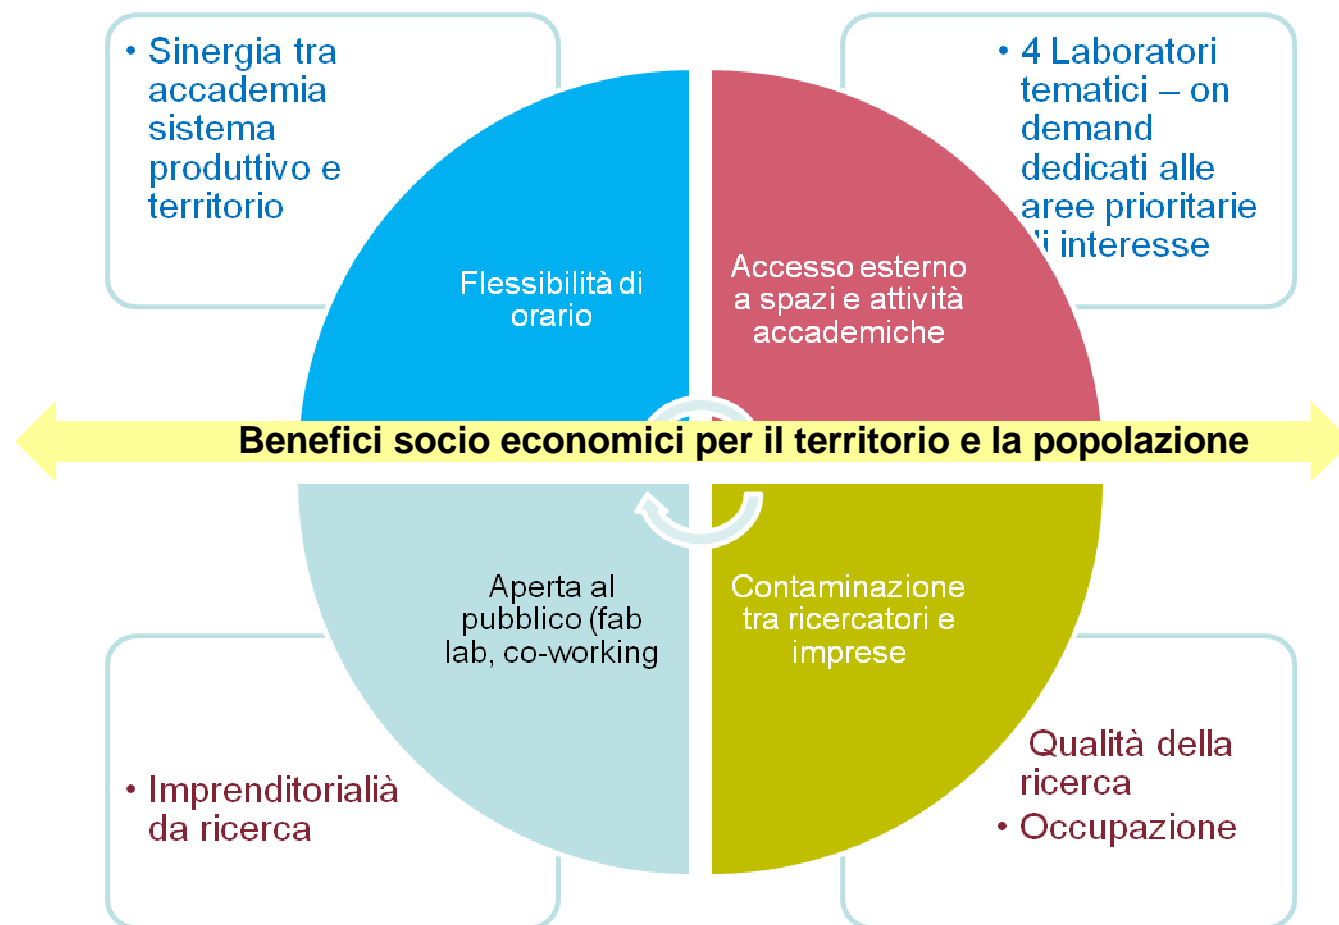 • Sinergia tra
accademia
sistema
produttivo e
territorio
• 4 Laboratori
tematici – on
demand
dedicati alle
aree prioritarie
interesse
Flessibilità di
orario
Accesso esterno
a spazi e attività
accademiche
Benefici socio economici per il territorio e la popolazione
Aperta al
pubblico (fab
lab, co-working
Contaminazione
tra ricercatori e
imprese
• Imprenditorialià
da ricerca
Qualità della
ricerca
• Occupazione